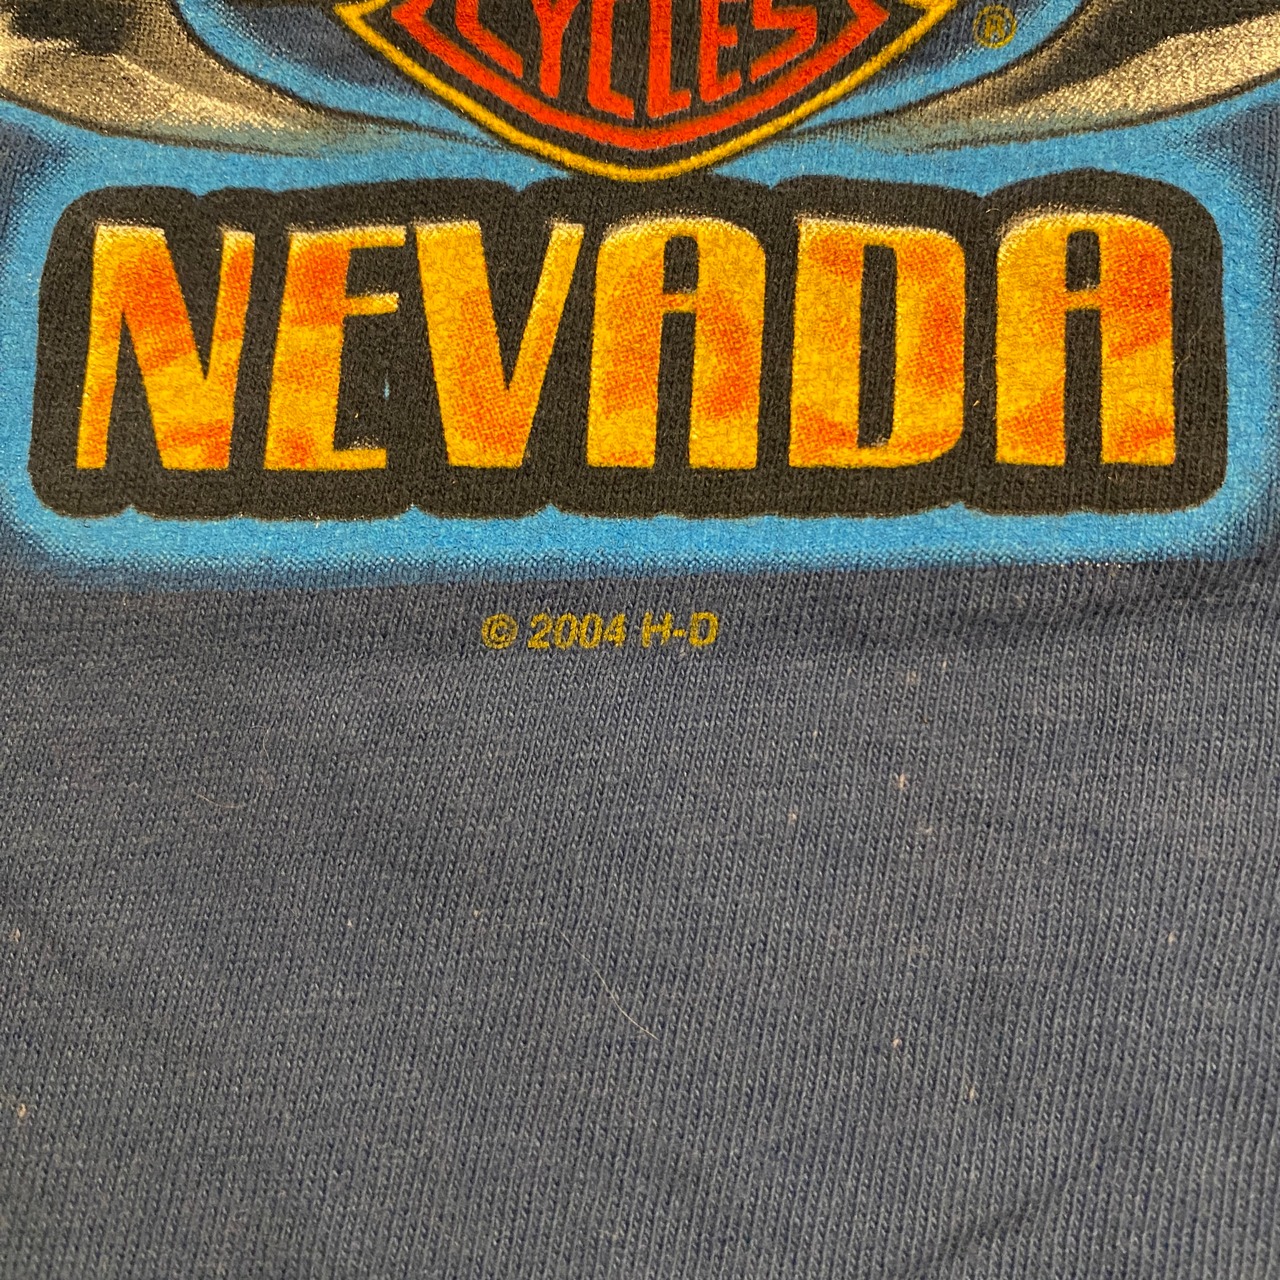 CYCLES
®
NEVADA
© 2004 H-D